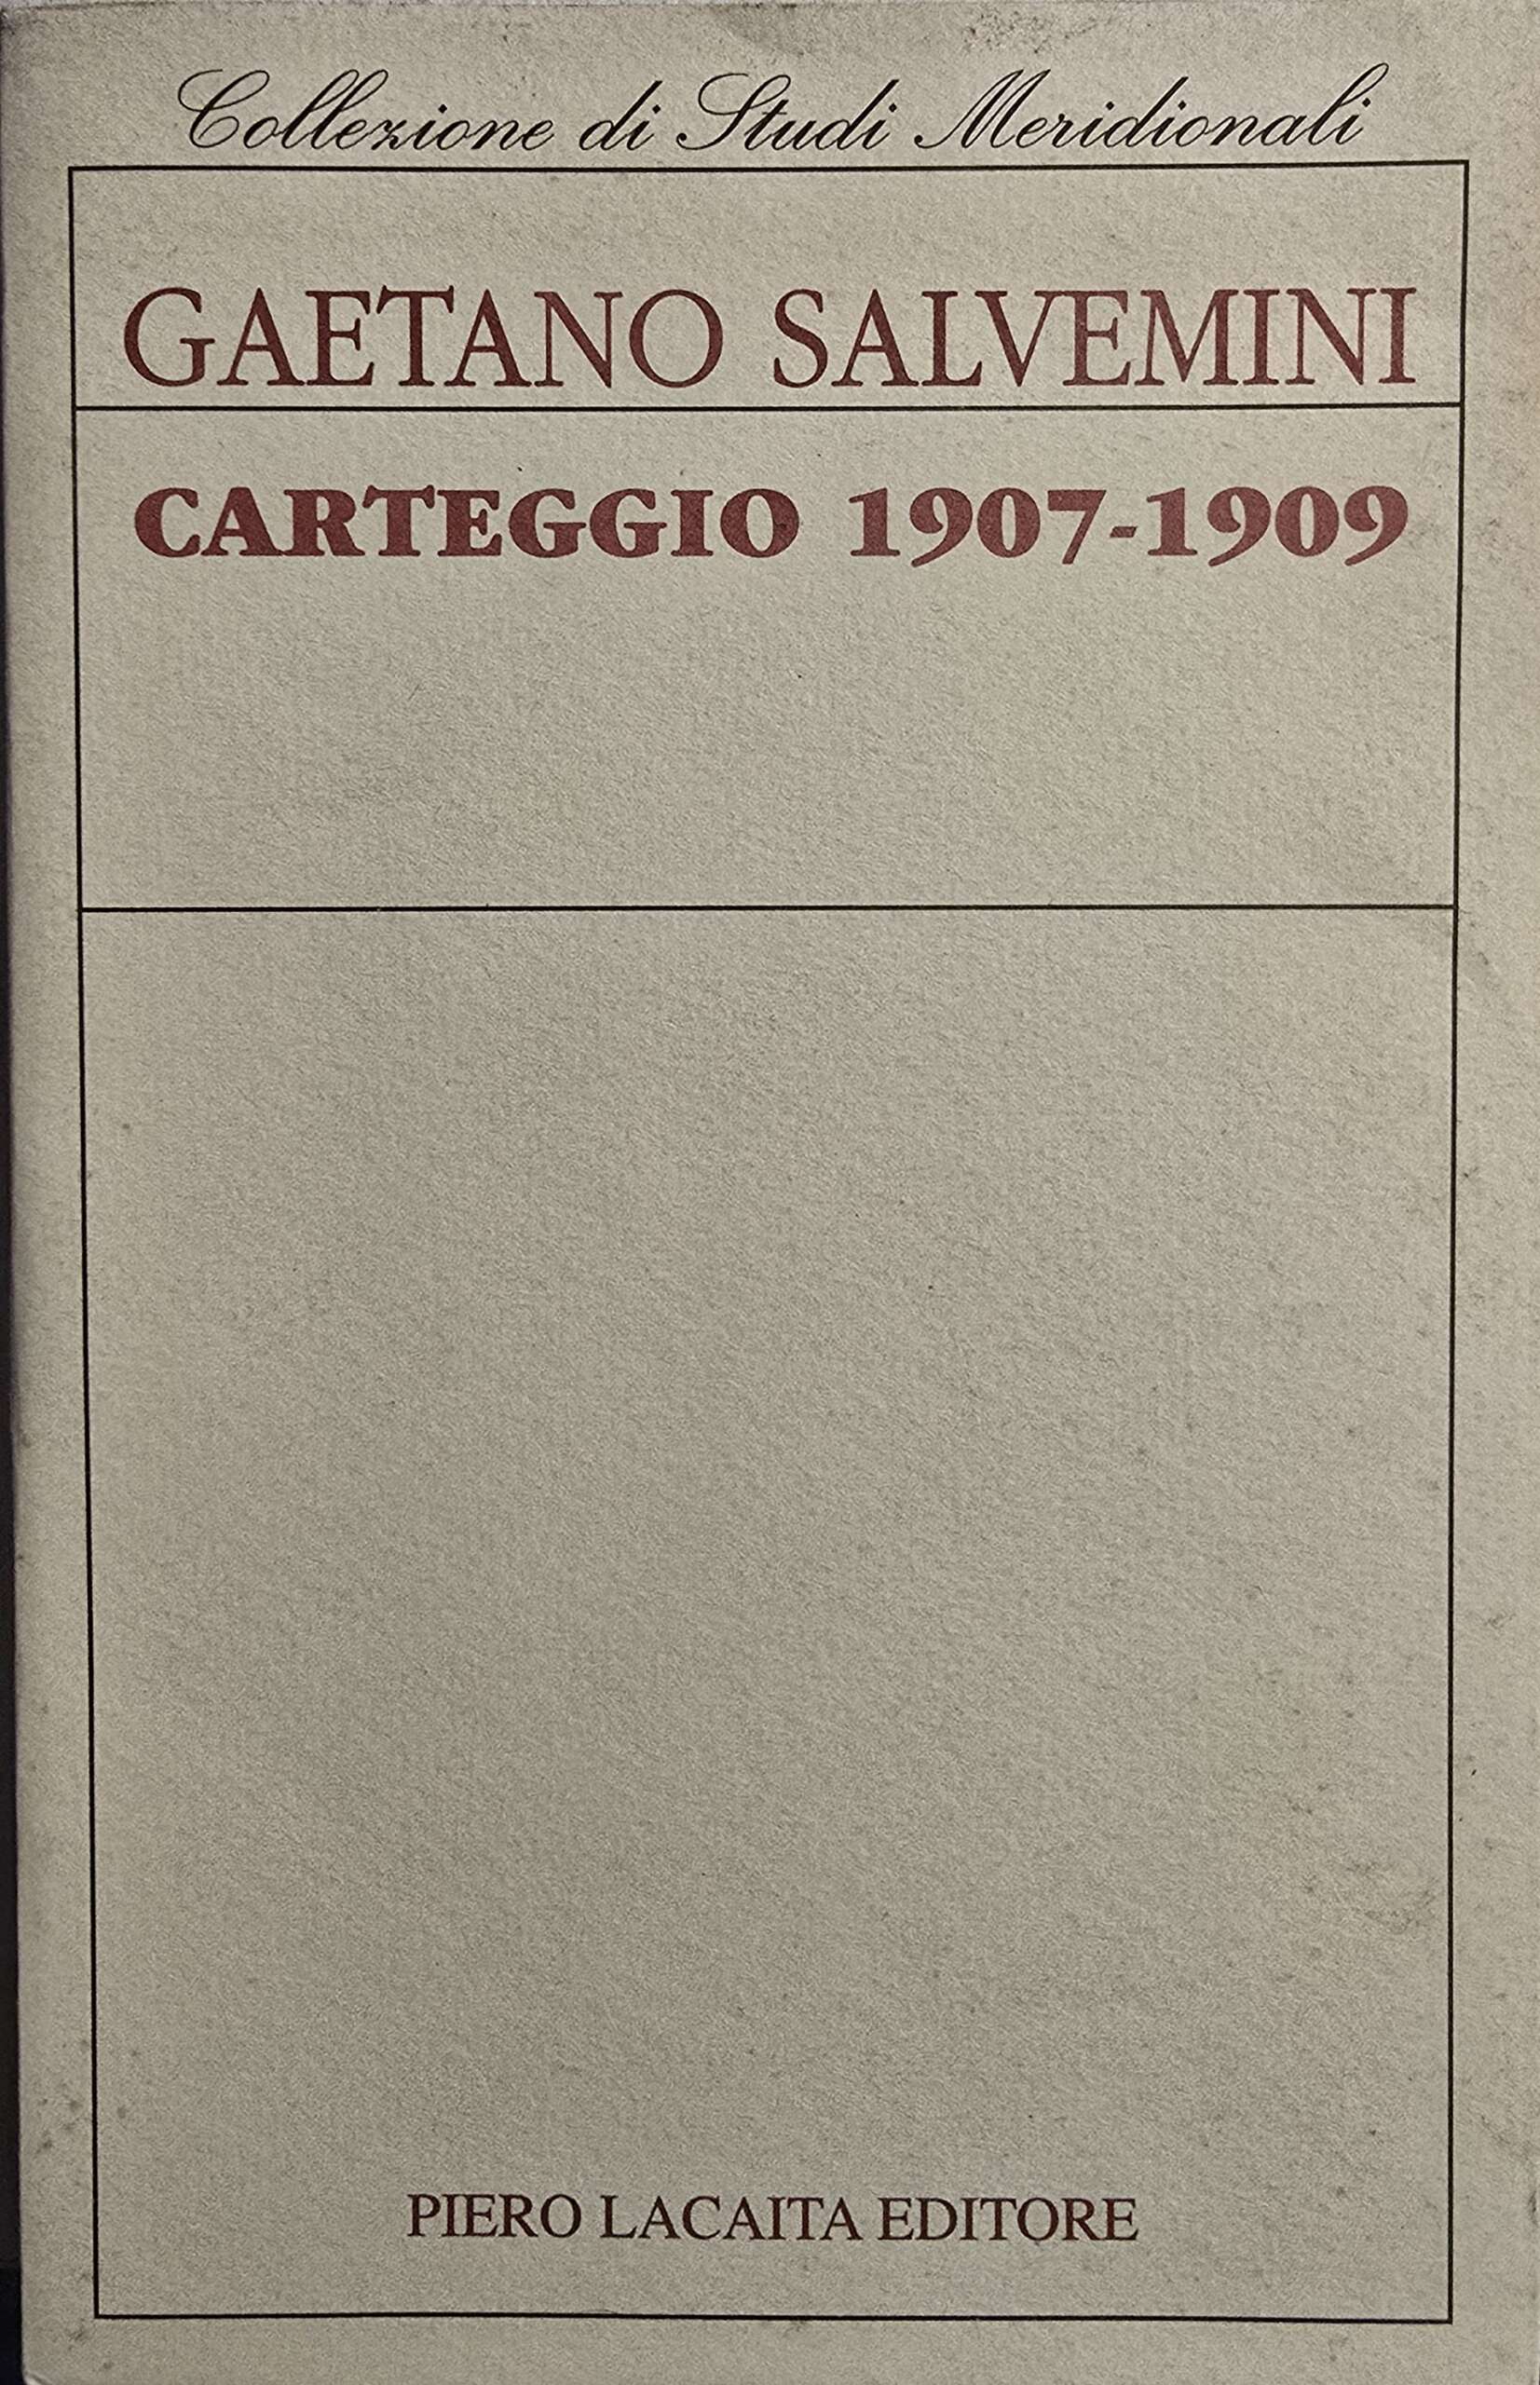 Collezione di Studi Meridionali
GAETANO SALVEMINI
CARTEGGIO 1907-1909
PIERO LACAITA EDITORE